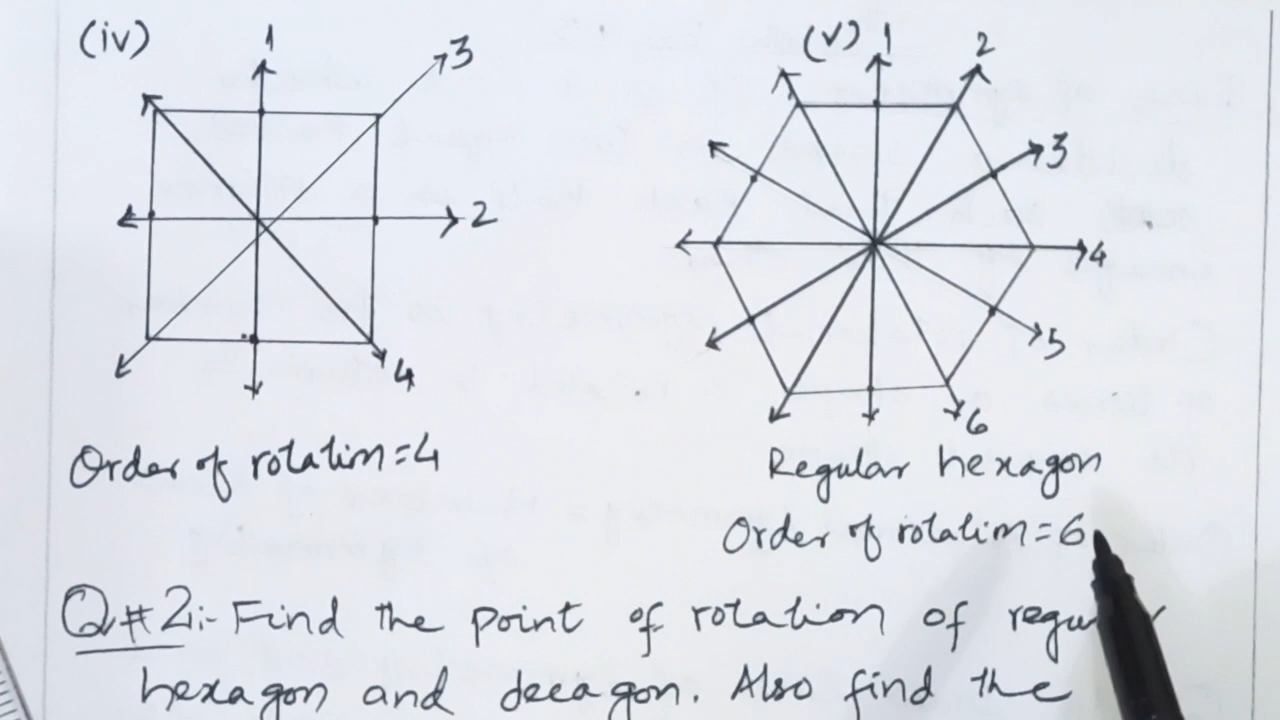 (iv)
1
3
2
4
Order of rotation=4
(v)
1
2
3
4
5
6
Regular hexagon
Order of rotation=6
Q#2:- Find the point of rotation of
hexagon and decagon. Also find the